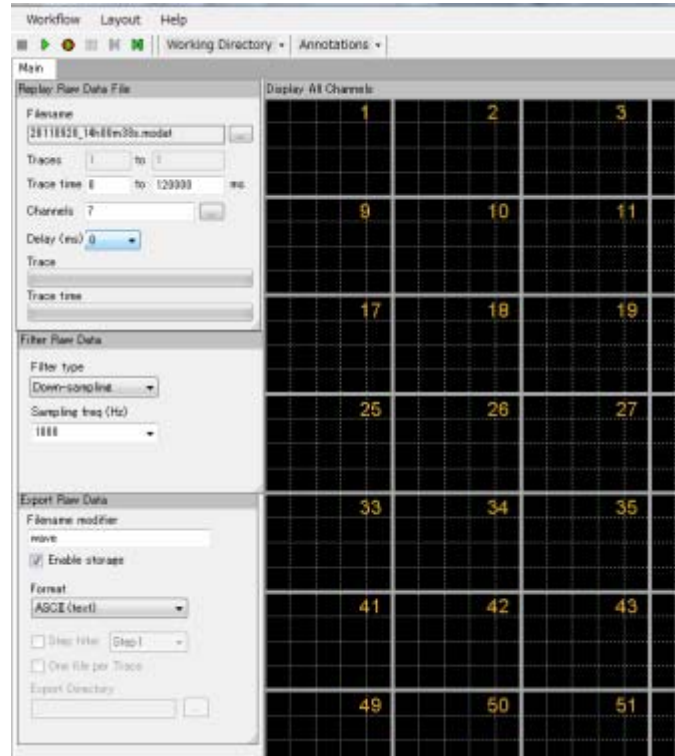 Workflow Layout Help
Working Directory Annotations
Main
Replay Raw Data File
Filename
Traces 1 to 1
Trace time 0 to 120000 ms
Channels 7
Delay (ms) 0
Trace
Trace time
Filter Raw Data
Filter type
Down-sampling
Sampling freq (Hz)
1000
Export Raw Data
Filename modifier
wave
Enable storage
Format
ASCII (text)
Step filter Step1
One file per Trace
Export Directory
Display All Channels
1 2 3
9 10 11
17 18 19
25 26 27
33 34 35
41 42 43
49 50 51